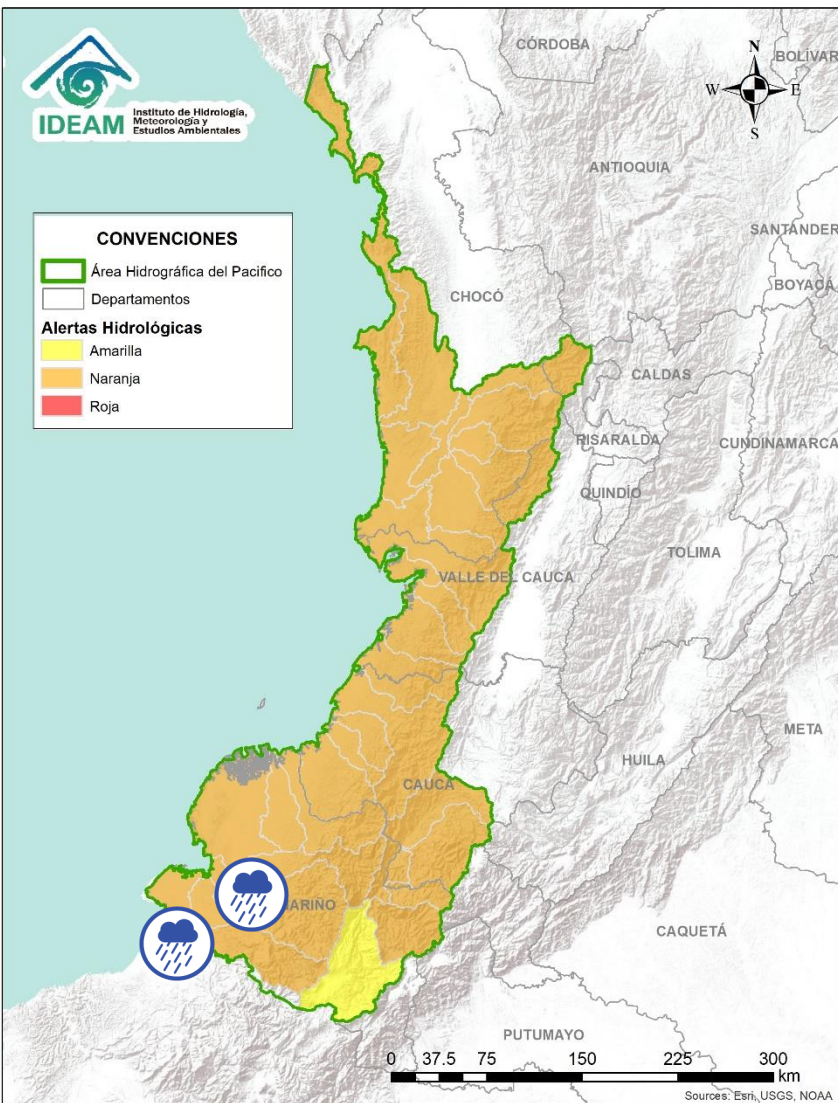 IDEAM
Instituto de Hidrología,
Meteorología y
Estudios Ambientales
CÓRDOBA
BOLÍVAR
N
W
E
S
ANTIOQUIA
SANTANDER
BOYACÁ
CONVENCIONES
Área Hidrográfica del Pacifico
Departamentos
Alertas Hidrológicas
Amarilla
Naranja
Roja
CHOCÓ
CALDAS
RISARALDA
CUNDINAMARCA
QUINDÍO
TOLIMA
VALLE DEL CAUCA
META
HUILA
CAUCA
ARIÑO
CAQUETÁ
PUTUMAYO
0 37.5 75 150 225 300
km
Sources: Esri, USGS, NOAA